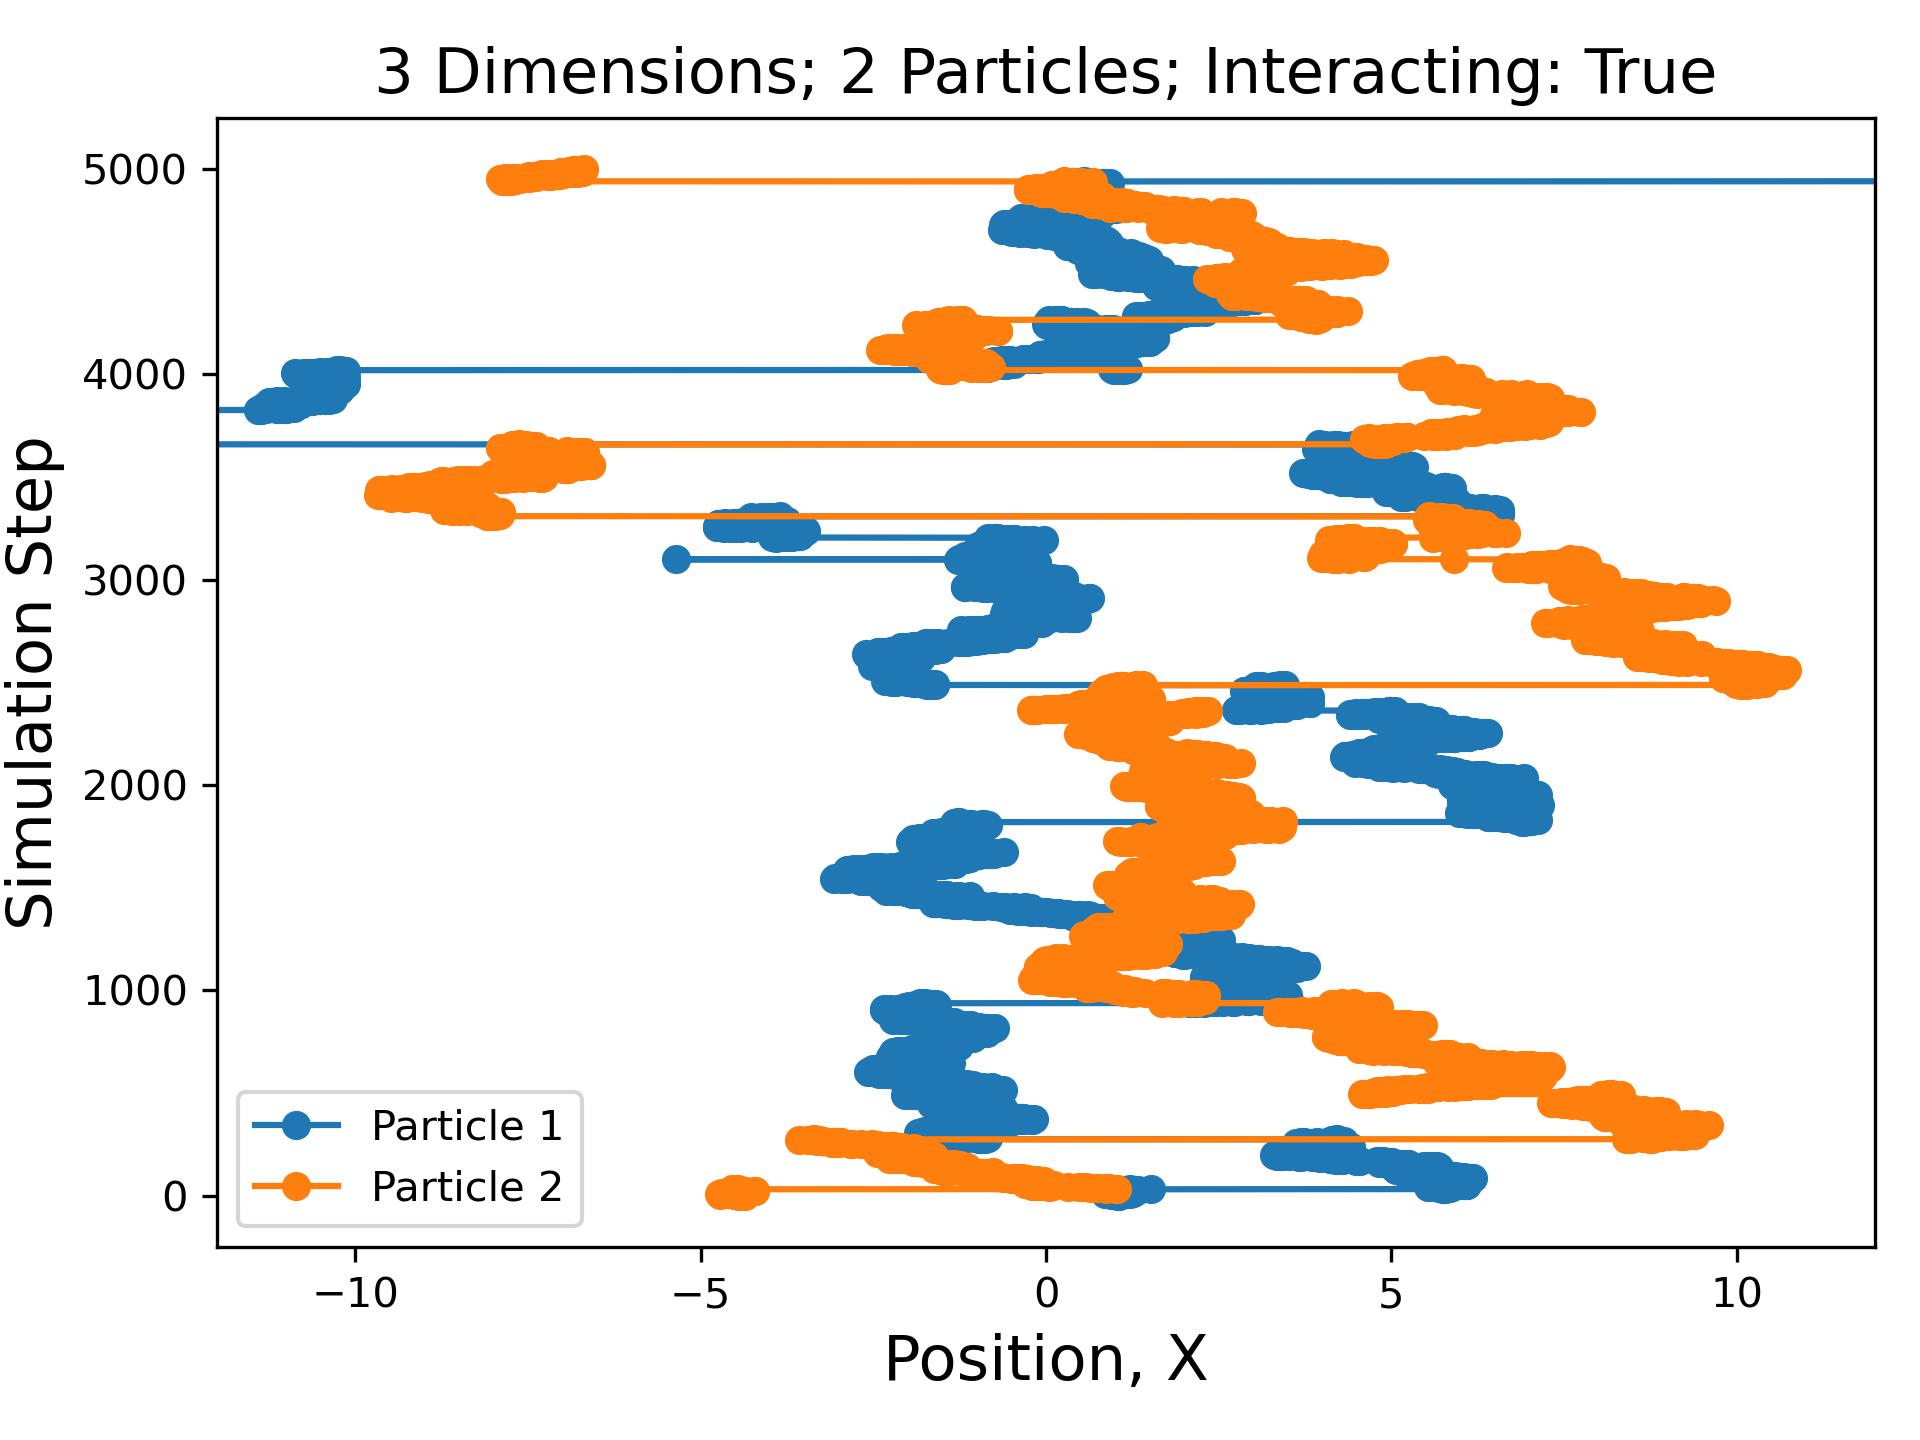 3 Dimensions; 2 Particles; Interacting: True
Simulation Step
5000
4000
3000
2000
1000
0
Particle 1
Particle 2
−10
−5
0
5
10
Position, X